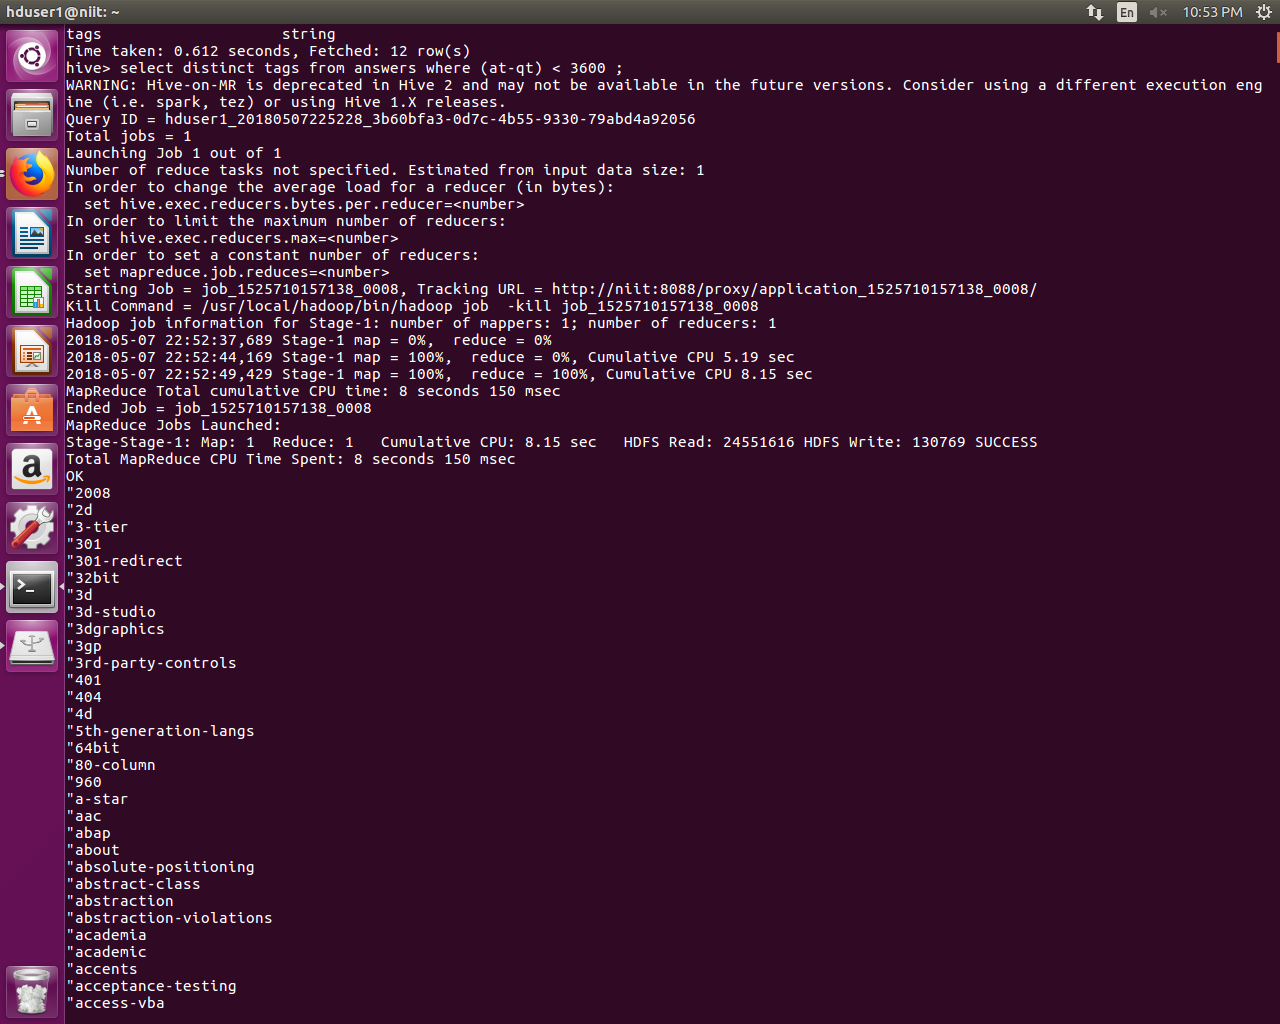 hduser1@niit: ~
En
10:53 PM
tags                    string
Time taken: 0.612 seconds, Fetched: 12 row(s)
hive> select distinct tags from answers where (at-qt) < 3600 ;
WARNING: Hive-on-MR is deprecated in Hive 2 and may not be available in the future versions. Consider using a different execution eng
ine (i.e. spark, tez) or using Hive 1.X releases.
Query ID = hduser1_20180507225228_3b60bfa3-0d7c-4b55-9330-79abd4a92056
Total jobs = 1
Launching Job 1 out of 1
Number of reduce tasks not specified. Estimated from input data size: 1
In order to change the average load for a reducer (in bytes):
  set hive.exec.reducers.bytes.per.reducer=<number>
In order to limit the maximum number of reducers:
  set hive.exec.reducers.max=<number>
In order to set a constant number of reducers:
  set mapreduce.job.reduces=<number>
Starting Job = job_1525710157138_0008, Tracking URL = http://niit:8088/proxy/application_1525710157138_0008/
Kill Command = /usr/local/hadoop/bin/hadoop job  -kill job_1525710157138_0008
Hadoop job information for Stage-1: number of mappers: 1; number of reducers: 1
2018-05-07 22:52:37,689 Stage-1 map = 0%,  reduce = 0%
2018-05-07 22:52:44,169 Stage-1 map = 100%,  reduce = 0%, Cumulative CPU 5.19 sec
2018-05-07 22:52:49,429 Stage-1 map = 100%,  reduce = 100%, Cumulative CPU 8.15 sec
MapReduce Total cumulative CPU time: 8 seconds 150 msec
Ended Job = job_1525710157138_0008
MapReduce Jobs Launched:
Stage-Stage-1: Map: 1  Reduce: 1   Cumulative CPU: 8.15 sec   HDFS Read: 24551616 HDFS Write: 130769 SUCCESS
Total MapReduce CPU Time Spent: 8 seconds 150 msec
OK
"2008
"2d
"3-tier
"301
"301-redirect
"32bit
"3d
"3d-studio
"3dgraphics
"3gp
"3rd-party-controls
"401
"404
"4d
"5th-generation-langs
"64bit
"80-column
"960
"a-star
"aac
"abap
"about
"absolute-positioning
"abstract-class
"abstraction
"abstraction-violations
"academia
"academic
"accents
"acceptance-testing
"access-vba